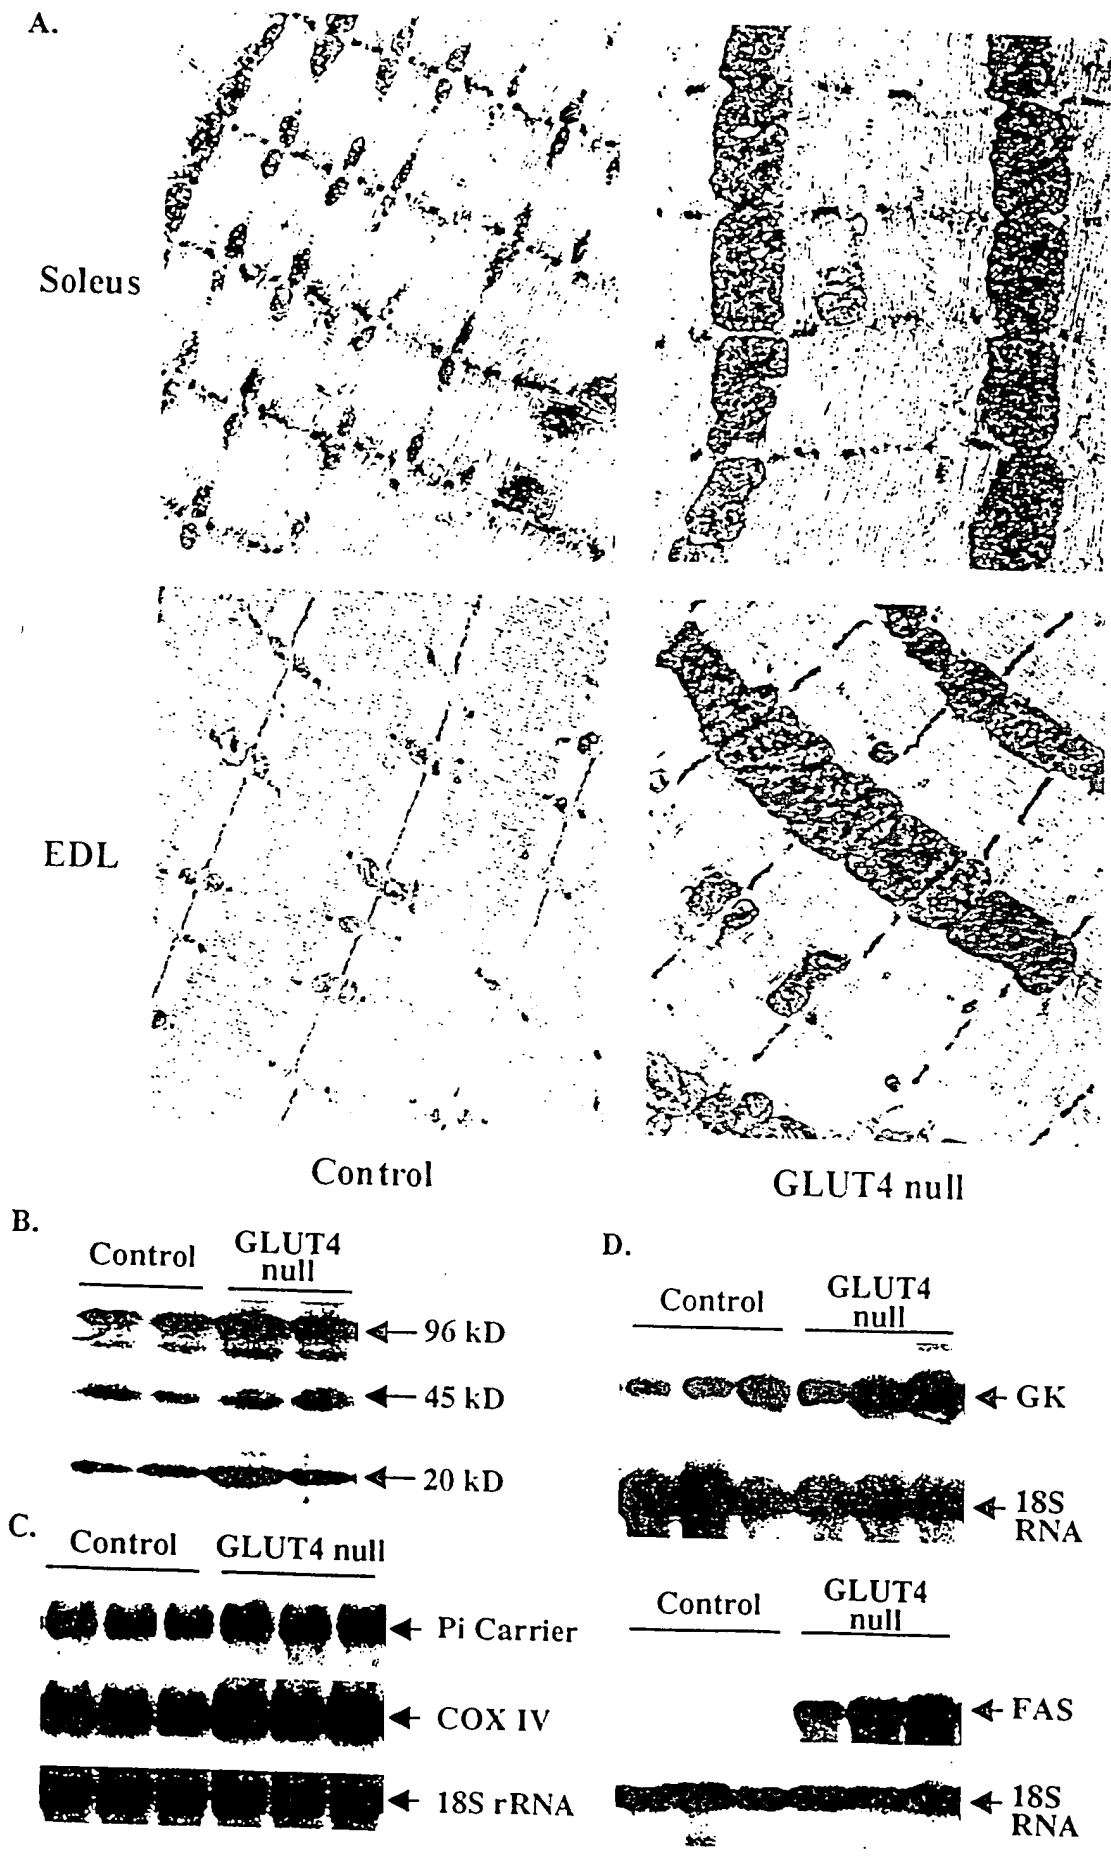 A.
Soleus
EDL
Control
GLUT4 null
B.
Control
GLUT4
null
96 kD
45 kD
20 kD
C.
Control
GLUT4 null
Pi Carrier
COX IV
18S rRNA
D.
Control
GLUT4
null
GK
18S
RNA
Control
GLUT4
null
FAS
18S
RNA